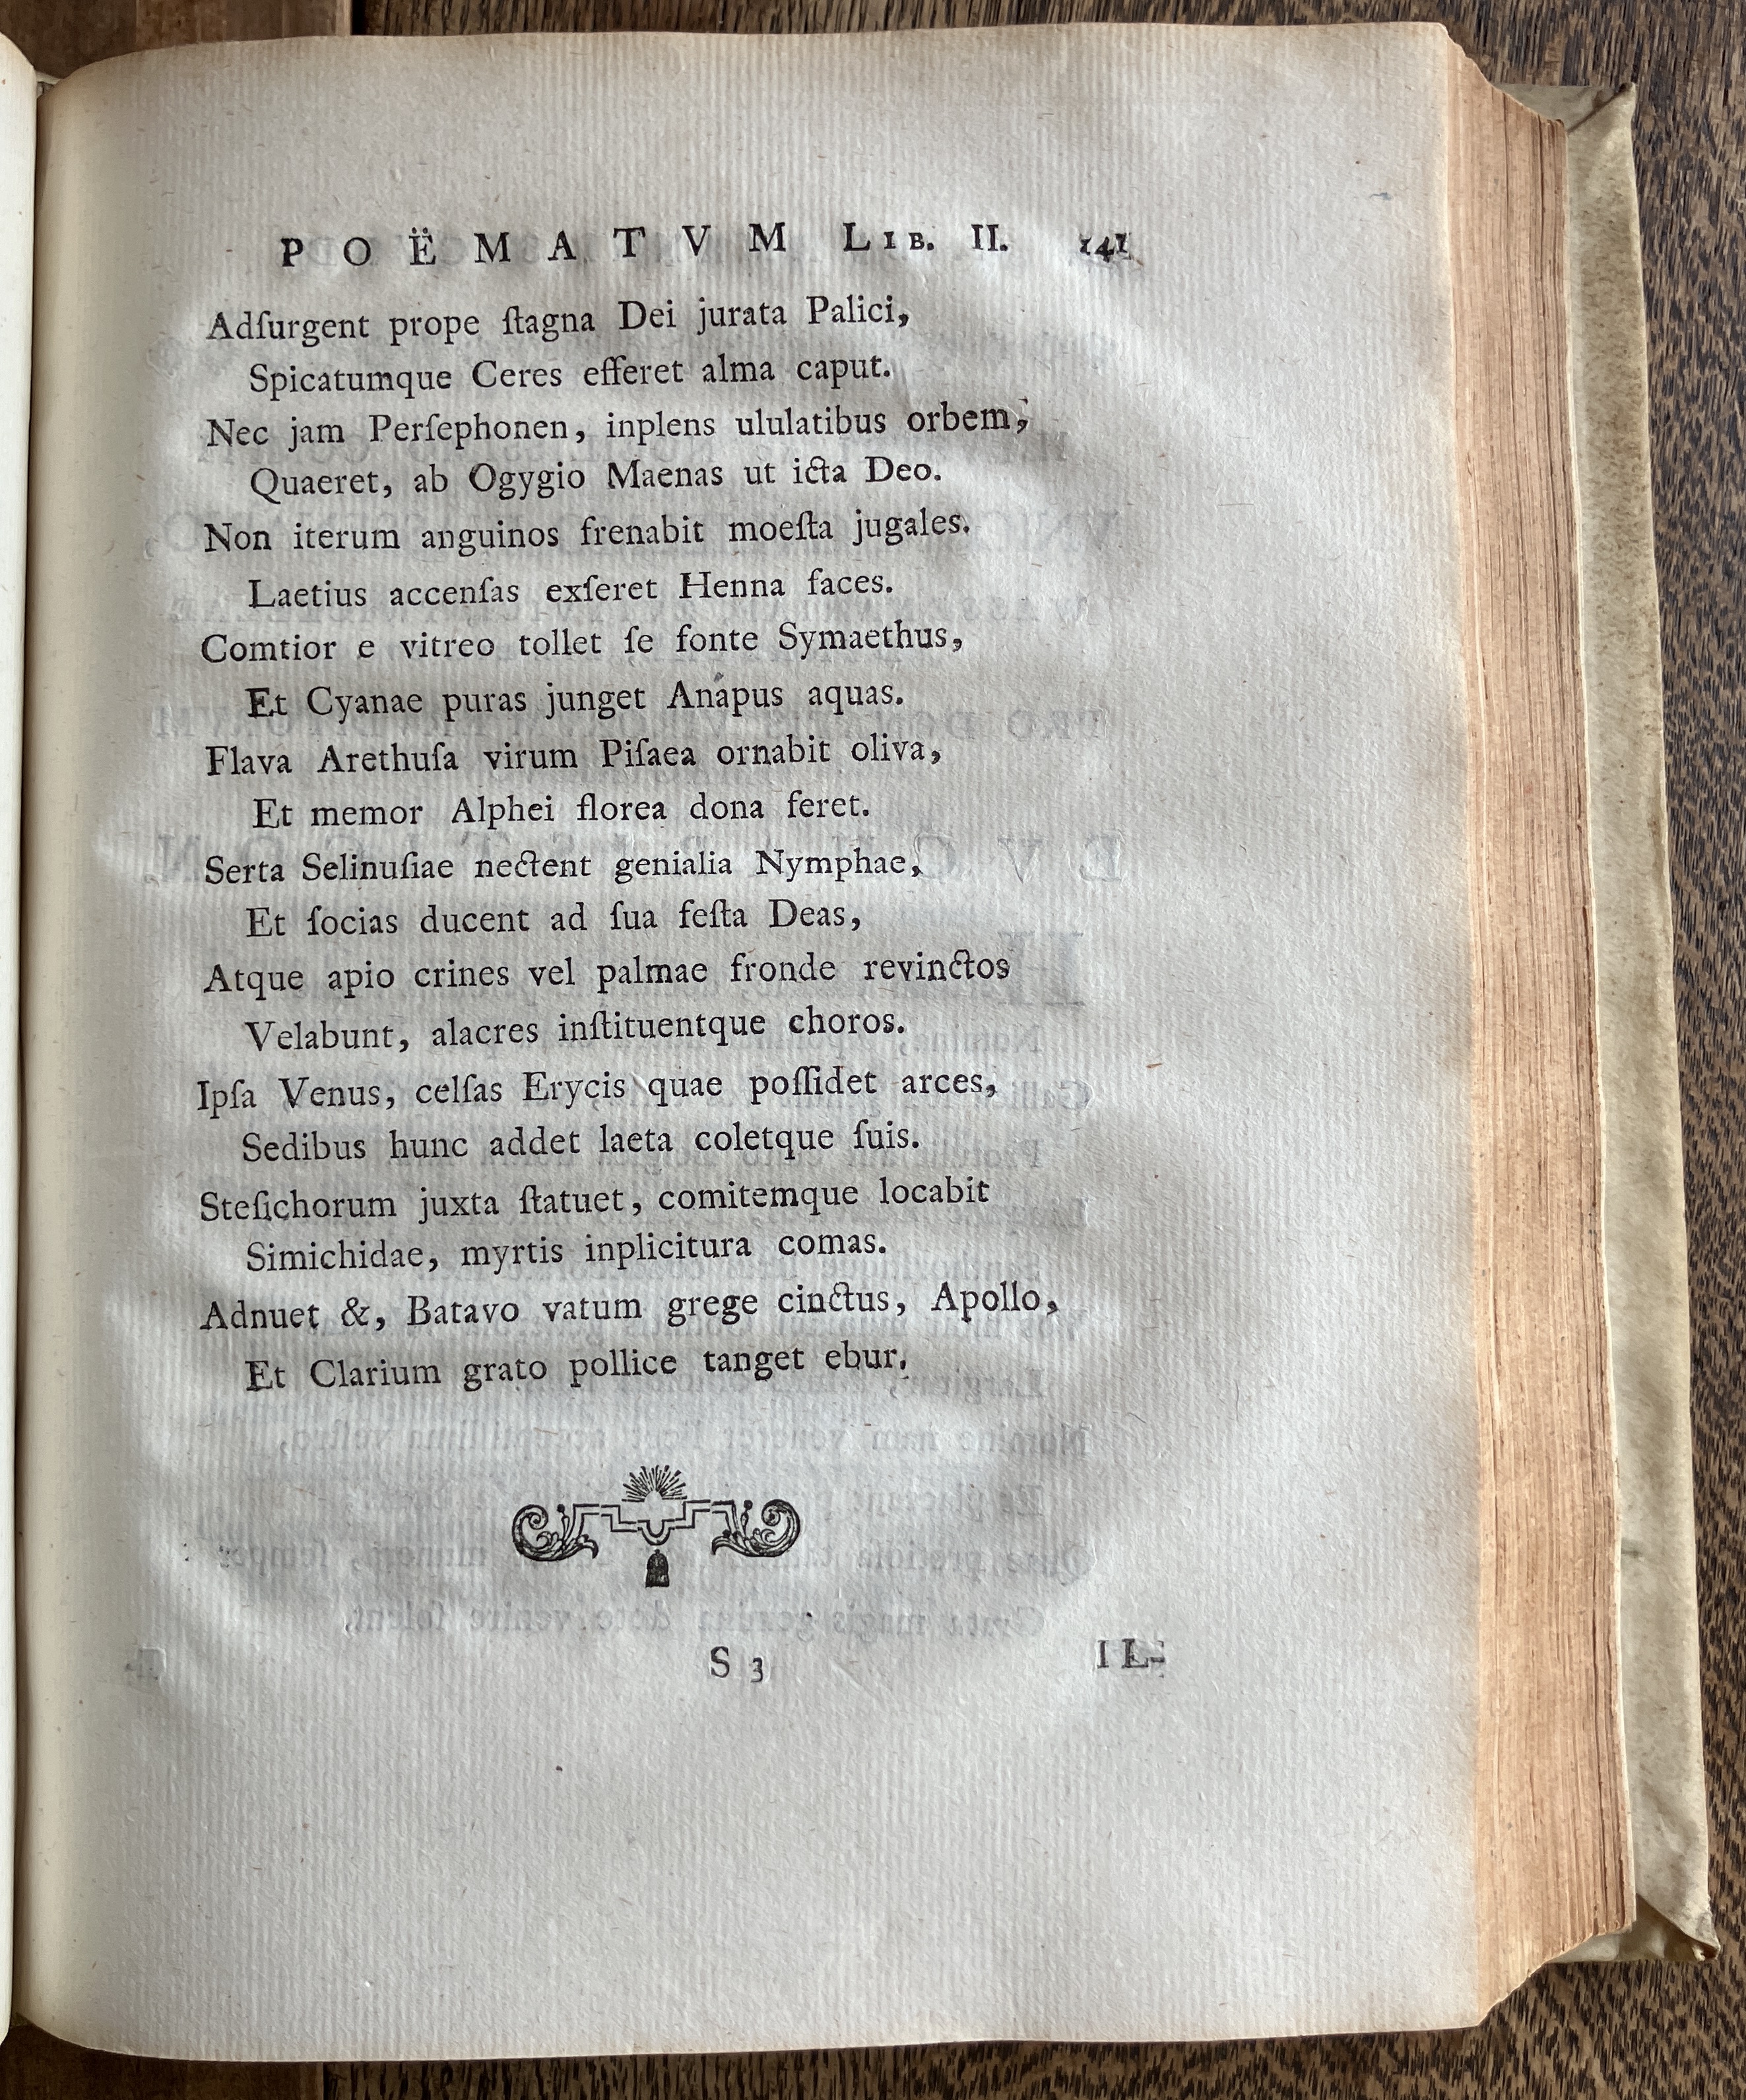 POËMATVM LIB. II. 141
Adſurgent prope ſtagna Dei jurata Palici,
Spicatumque Ceres efferet alma caput.
Nec jam Perſephonen, inplens ululatibus orbem,
Quaeret, ab Ogygio Maenas ut icta Deo.
Non iterum anguinos frenabit moeſta jugales.
Laetius accenſas exſeret Henna faces.
Comtior e vitreo tollet ſe fonte Symaethus,
Et Cyanae puras junget Anapus aquas.
Flava Arethuſa virum Piſaea ornabit oliva,
Et memor Alphei florea dona feret.
Serta Selinuſiae nectent genialia Nymphae,
Et ſocias ducent ad ſua feſta Deas,
Atque apio crines vel palmae fronde revinctos
Velabunt, alacres inſtituentque choros.
Ipſa Venus, celſas Erycis quae poſſidet arces,
Sedibus hunc addet laeta coletque ſuis.
Steſichorum juxta ſtatuet, comitemque locabit
Simichidae, myrtis inplicitura comas.
Adnuet &, Batavo vatum grege cinctus, Apollo,
Et Clarium grato pollice tanget ebur.
S 3 IL-